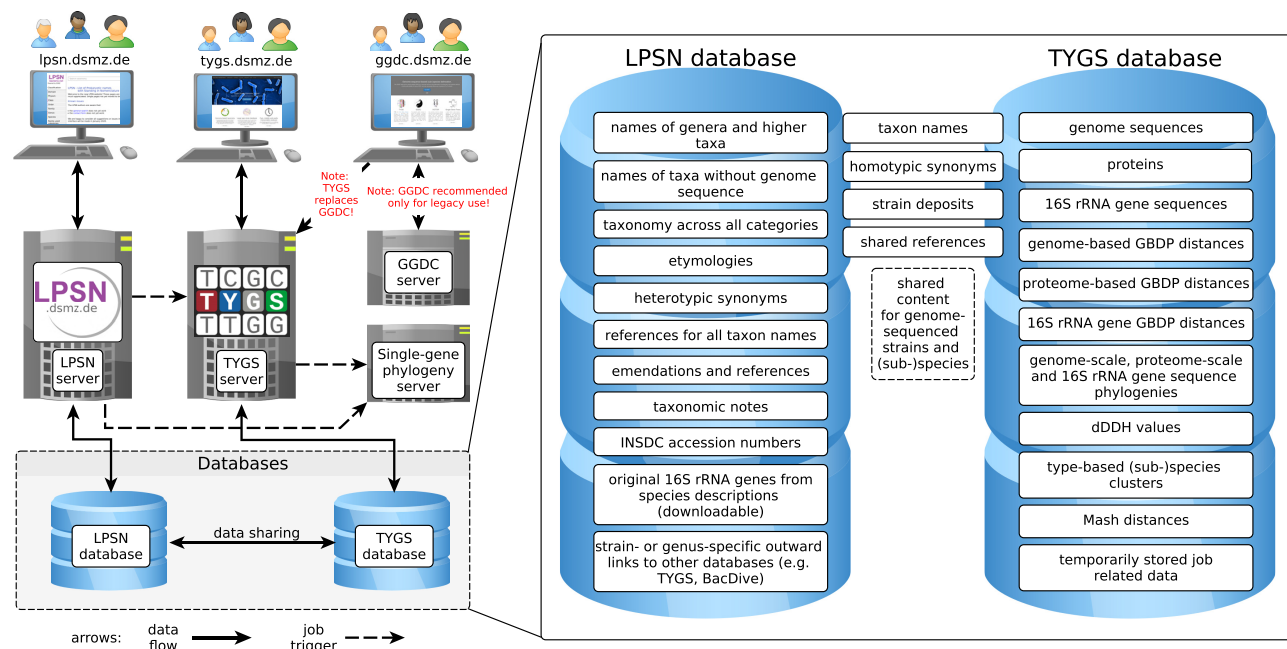 lpsn.dsmz.de
tygs.dsmz.de
ggdc.dsmz.de
LPSN
Note:
TYGS
replaces
GGDC!
Note: GGDC recommended
only for legacy use!
LPSN
.dsmz.de
LPSN
server
TCGC
TYGS
TTGG
TYGS
server
GGDC
server
Single-gene
phylogeny
server
Databases
LPSN
database
data sharing
TYGS
database
arrows:
data
flow
job
trigger
LPSN database
names of genera and higher
taxa
names of taxa without genome
sequence
taxonomy across all categories
etymologies
heterotypic synonyms
references for all taxon names
emendations and references
taxonomic notes
INSDC accession numbers
original 16S rRNA genes from
species descriptions
(downloadable)
strain- or genus-specific outward
links to other databases (e.g.
TYGS, BacDive)
taxon names
homotypic synonyms
strain deposits
shared references
shared
content
for genome-
sequenced
strains and
(sub-)species
TYGS database
genome sequences
proteins
16S rRNA gene sequences
genome-based GBDP distances
proteome-based GBDP distances
16S rRNA gene GBDP distances
genome-scale, proteome-scale
and 16S rRNA gene sequence
phylogenies
dDDH values
type-based (sub-)species
clusters
Mash distances
temporarily stored job
related data